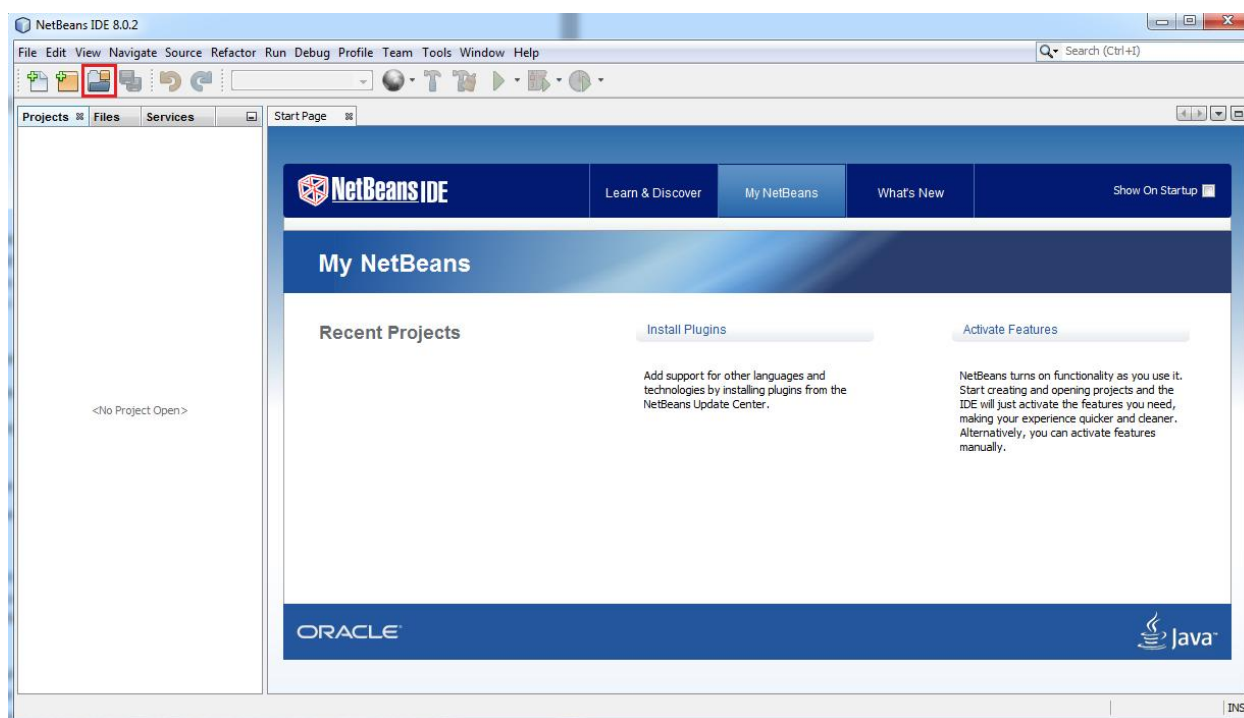 NetBeans IDE 8.0.2
File Edit View Navigate Source Refactor Run Debug Profile Team Tools Window Help
Search (Ctrl+I)
Projects Files Services
Start Page
NetBeans IDE
Learn & Discover
My NetBeans
What's New
Show On Startup
My NetBeans
Recent Projects
Install Plugins
Add support for other languages and
technologies by installing plugins from the
NetBeans Update Center.
Activate Features
NetBeans turns on functionality as you use it.
Start creating and opening projects and the
IDE will just activate the features you need,
making your experience quicker and cleaner.
Alternatively, you can activate features
manually.
<No Project Open>
ORACLE
Java
INS